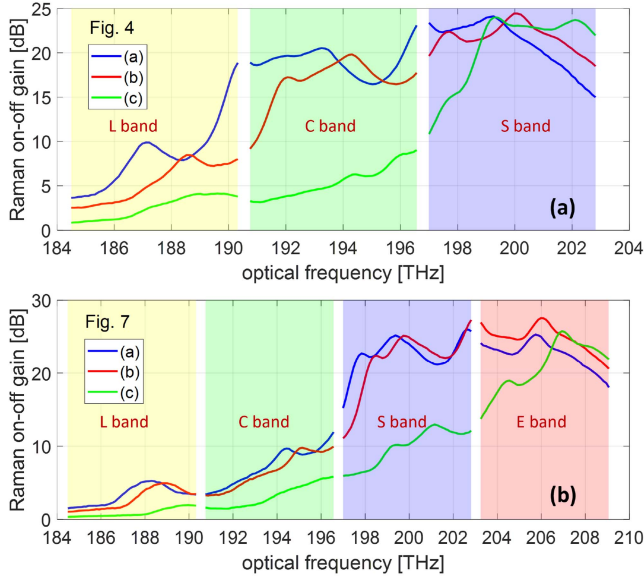 Fig. 4
(a)
(b)
(c)
L band
C band
S band
(a)
Raman on-off gain [dB]
25
20
15
10
5
0
184 186 188 190 192 194 196 198 200 202 204
optical frequency [THz]
Fig. 7
(a)
(b)
(c)
L band
C band
S band
E band
(b)
Raman on-off gain [dB]
30
20
10
0
184 186 188 190 192 194 196 198 200 202 204 206 208 210
optical frequency [THz]